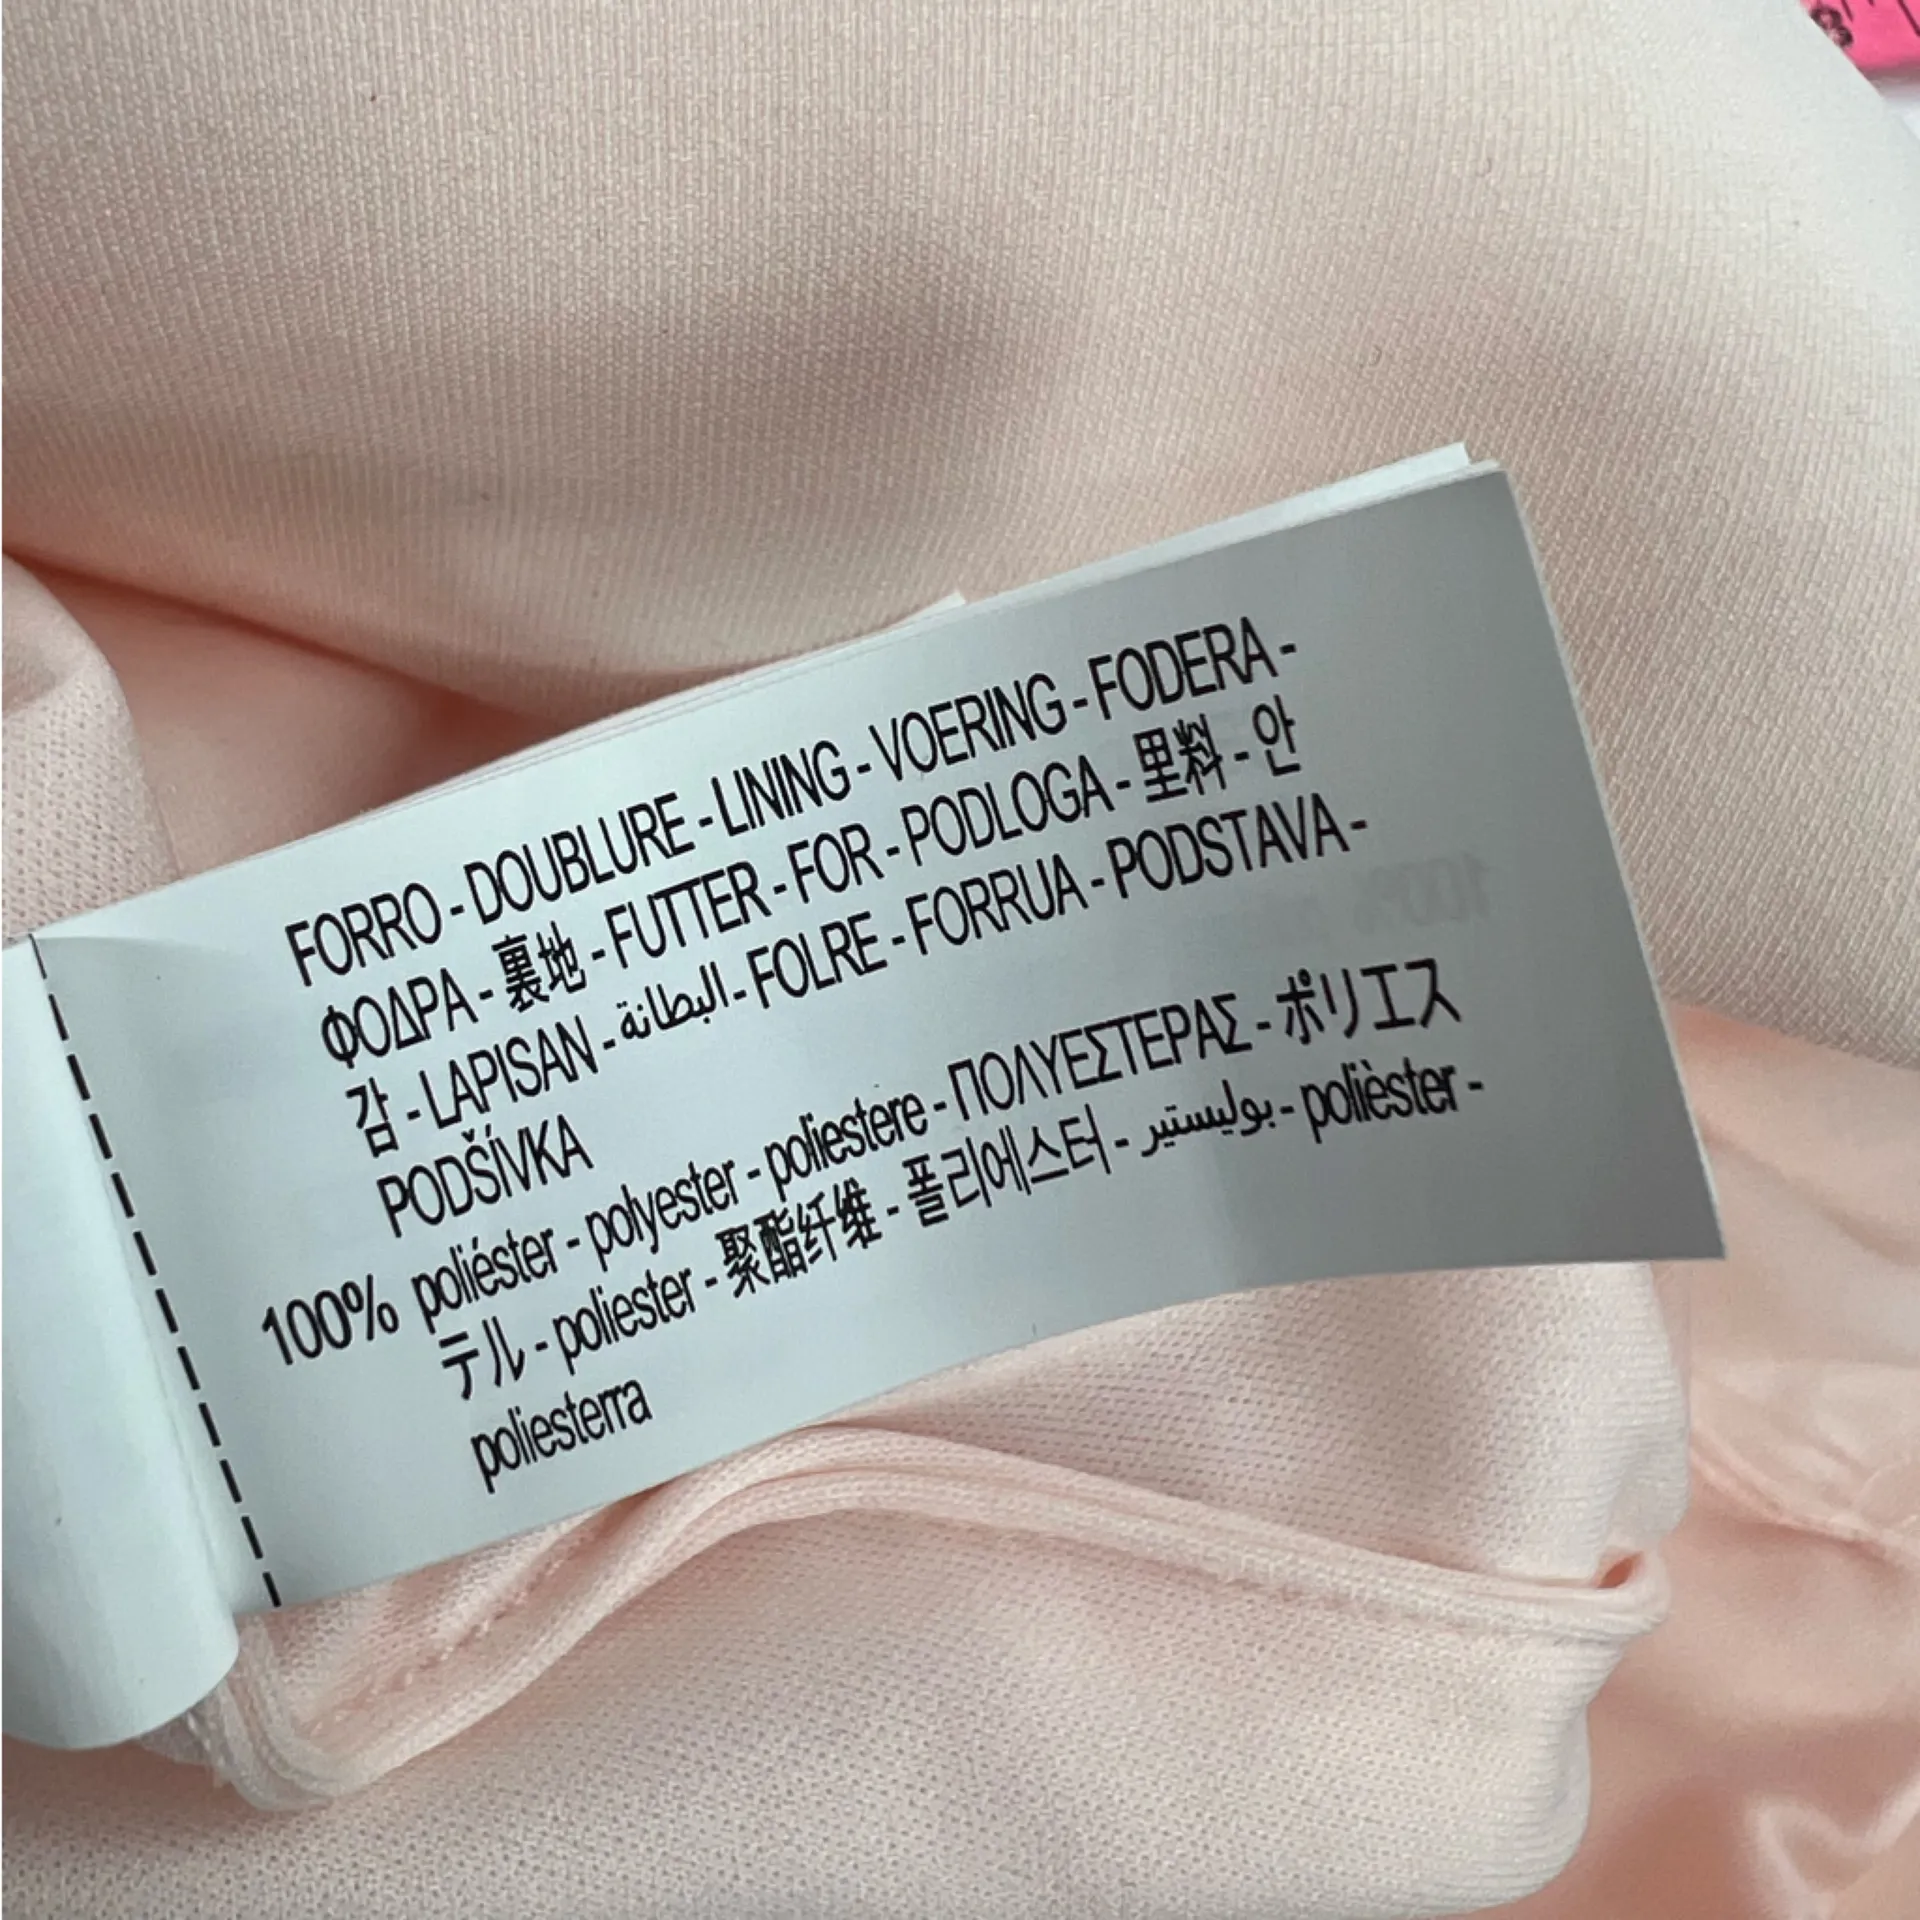 FORRO - DOUBLURE - LINING - VOERING - FODERA -
ΦΟΔΡΑ - 裏地 - FUTTER - FOR - PODLOGA - 里料 - 안
감 - LAPISAN - البطانة - FOLRE - FORRUA - PODSTAVA -
PODŠÍVKA
100% poliéster - polyester - poliestere - ΠΟΛΥΕΣΤΕΡΑΣ - ポリエス
テル - poliester - 聚酯纤维 - 폴리에스터 - بوليستير - polièster -
poliesterra
8